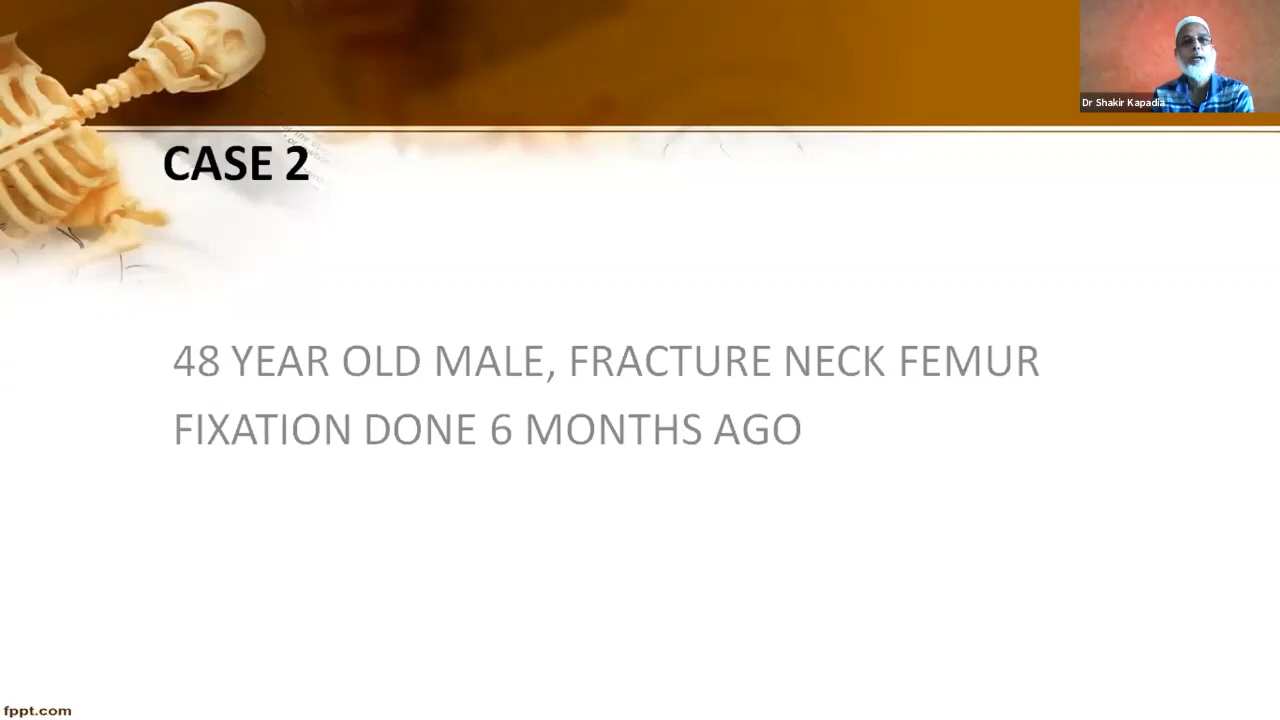 Dr Shakir Kapadia
CASE 2
48 YEAR OLD MALE, FRACTURE NECK FEMUR
FIXATION DONE 6 MONTHS AGO
fppt.com